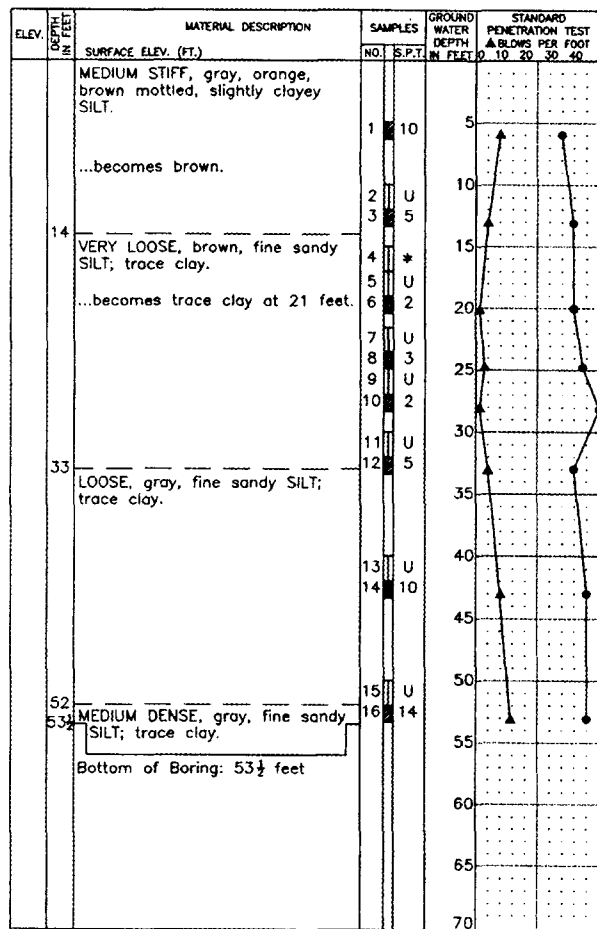 ELEV.
DEPTH IN FEET
MATERIAL DESCRIPTION
SURFACE ELEV. (FT.)
SAMPLES
NO. S.P.T.
GROUND WATER DEPTH IN FEET
STANDARD PENETRATION TEST
▲ BLOWS PER FOOT
0 10 20 30 40
MEDIUM STIFF, gray, orange,
brown mottled, slightly clayey
SILT.
5
1 10
...becomes brown.
10
2 U
3 5
14
VERY LOOSE, brown, fine sandy
SILT; trace clay.
15
4 *
5 U
...becomes trace clay at 21 feet.
6 2
20
7 U
8 3
25
9 U
10 2
30
11 U
12 5
33
LOOSE, gray, fine sandy SILT;
trace clay.
35
40
13 U
14 10
45
50
15 U
52
16 14
53½
MEDIUM DENSE, gray, fine sandy
SILT; trace clay.
55
Bottom of Boring: 53½ feet
60
65
70